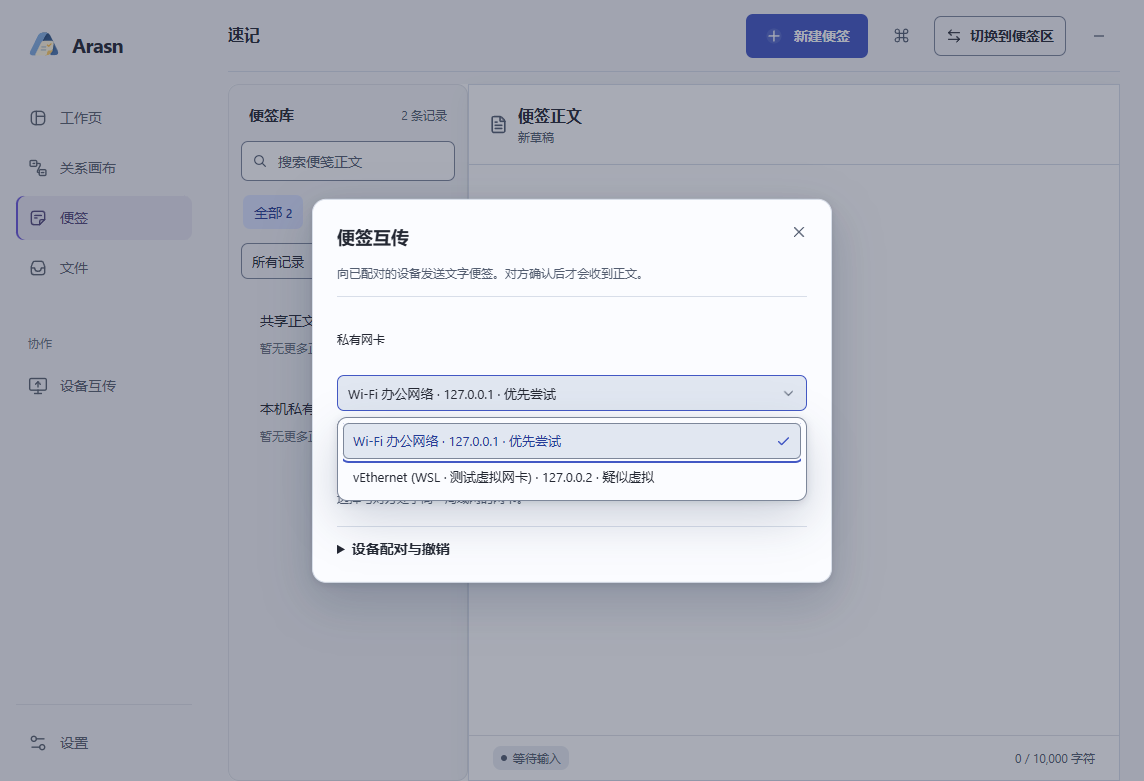 Arasn
工作页
关系画布
便签
文件
协作
设备互传
设置
速记
新建便签
切换到便签区
便签库
2 条记录
搜索便笺正文
全部 2
所有记录
共享正文
暂无更多
本机私有
暂无更多
便签正文
新草稿
等待输入
0 / 10,000 字符
便签互传
向已配对的设备发送文字便签。对方确认后才会收到正文。
私有网卡
Wi-Fi 办公网络 · 127.0.0.1 · 优先尝试
Wi-Fi 办公网络 · 127.0.0.1 · 优先尝试
vEthernet (WSL · 测试虚拟网卡) · 127.0.0.2 · 疑似虚拟
设备配对与撤销